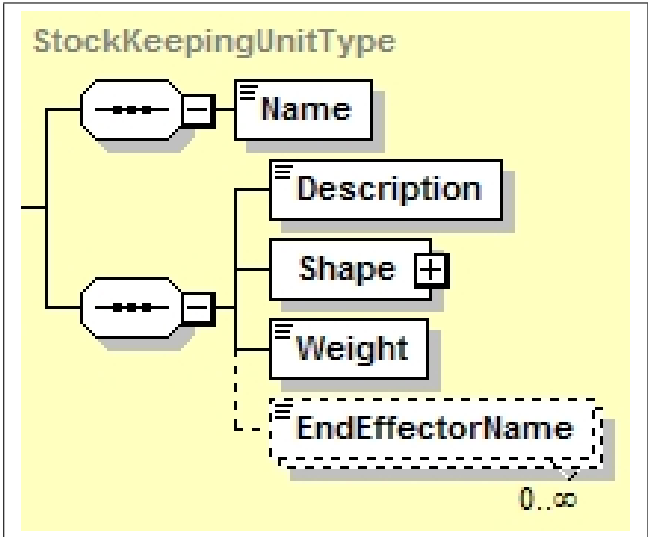 StockKeepingUnitType
Name
Description
Shape
Weight
EndEffectorName
0..∞